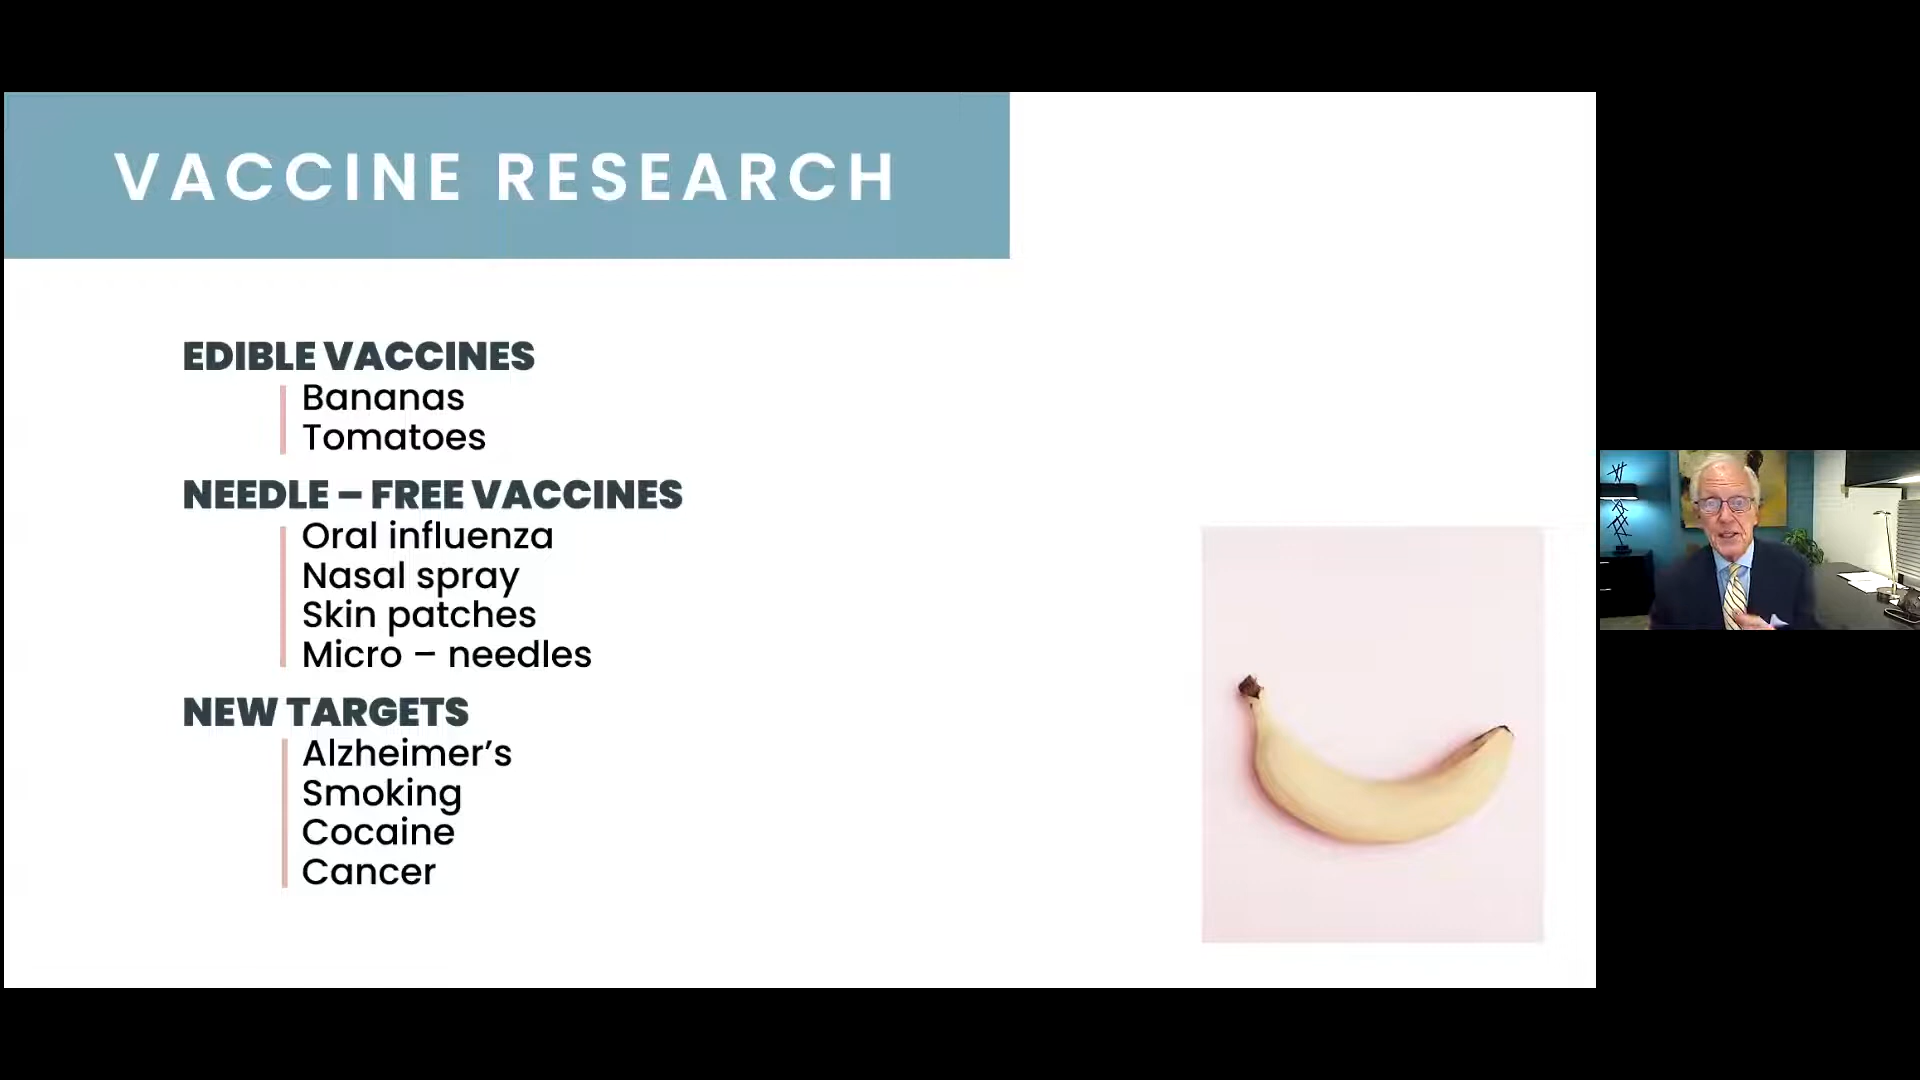 VACCINE RESEARCH
EDIBLE VACCINES
Bananas
Tomatoes
NEEDLE – FREE VACCINES
Oral influenza
Nasal spray
Skin patches
Micro – needles
NEW TARGETS
Alzheimer’s
Smoking
Cocaine
Cancer